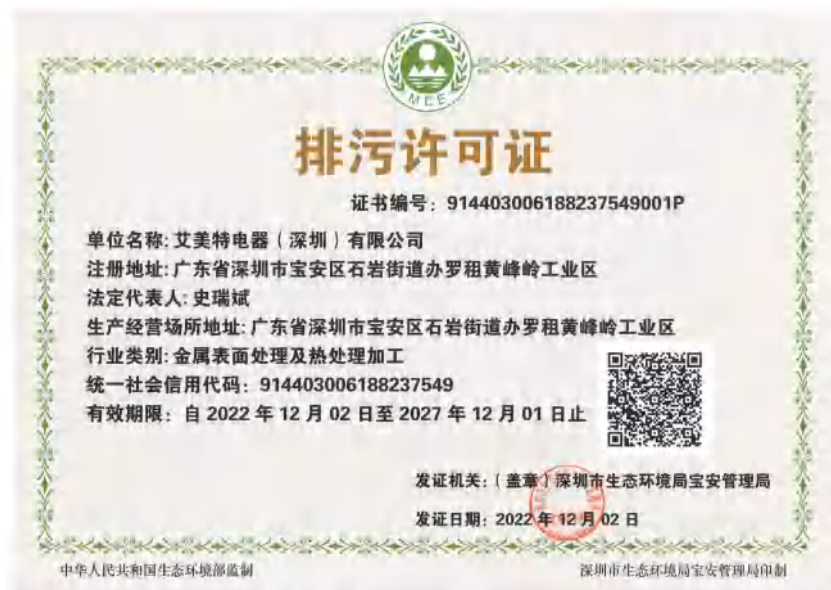 MEE
排污许可证
证书编号：914403006188237549001P
单位名称：艾美特电器（深圳）有限公司
注册地址：广东省深圳市宝安区石岩街道办罗租黄峰岭工业区
法定代表人：史瑞斌
生产经营场所地址：广东省深圳市宝安区石岩街道办罗租黄峰岭工业区
行业类别：金属表面处理及热处理加工
统一社会信用代码：914403006188237549
有效期限：自 2022 年 12 月 02 日至 2027 年 12 月 01 日止
发证机关：（盖章）深圳市生态环境局宝安管理局
发证日期：2022 年 12 月 02 日
中华人民共和国生态环境部监制
深圳市生态环境局宝安管理局印制